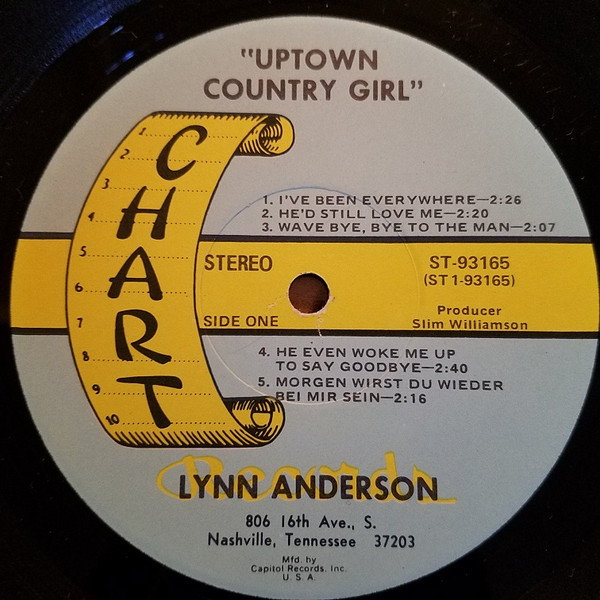 "UPTOWN
COUNTRY GIRL"
1
2
3
4
5
6
7
8
9
10
CHART
1. I'VE BEEN EVERYWHERE—2:26
2. HE'D STILL LOVE ME—2:20
3. WAVE BYE, BYE TO THE MAN—2:07
STEREO
ST-93165
(ST 1-93165)
SIDE ONE
Producer
Slim Williamson
4. HE EVEN WOKE ME UP
TO SAY GOODBYE—2:40
5. MORGEN WIRST DU WIEDER
BEI MIR SEIN—2:16
Records
LYNN ANDERSON
806 16th Ave., S.
Nashville, Tennessee 37203
Mfd. by
Capitol Records, Inc.
U. S. A.